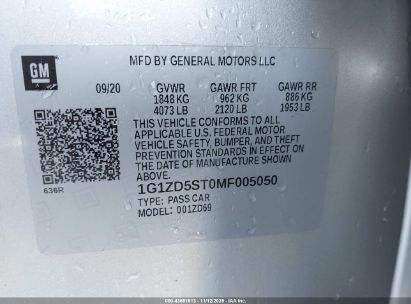 GM
MFD BY GENERAL MOTORS LLC
09/20 GVWR GAWR FRT GAWR RR
1848 KG 962 KG 886 KG
4073 LB 2120 LB 1953 LB
THIS VEHICLE CONFORMS TO ALL
APPLICABLE U.S. FEDERAL MOTOR
VEHICLE SAFETY, BUMPER, AND THEFT
PREVENTION STANDARDS IN EFFECT ON
THE DATE OF MANUFACTURE SHOWN
ABOVE.
636R
1G1ZD5ST0MF005050
TYPE: PASS CAR
MODEL: 001ZD69